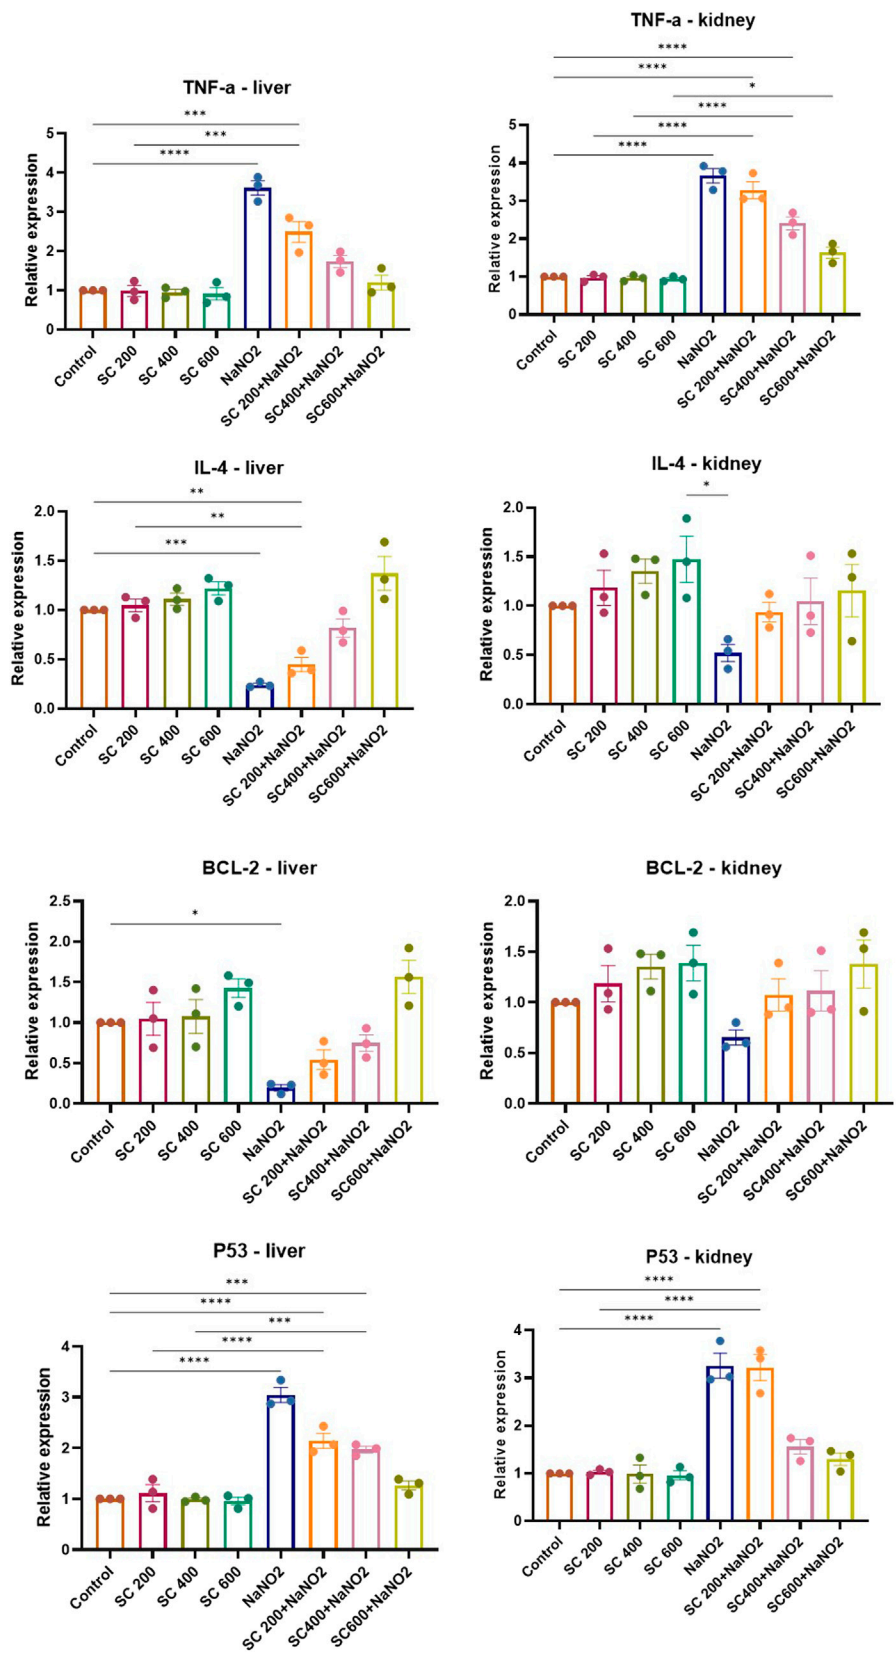 TNF-a - liver
***
***
****
Relative expression
5
4
3
2
1
0
Control
SC 200
SC 400
SC 600
NaNO2
SC 200+NaNO2
SC400+NaNO2
SC600+NaNO2
TNF-a - kidney
****
****
*
****
****
****
Relative expression
5
4
3
2
1
0
Control
SC 200
SC 400
SC 600
NaNO2
SC 200+NaNO2
SC400+NaNO2
SC600+NaNO2
IL-4 - liver
**
**
***
Relative expression
2.0
1.5
1.0
0.5
0.0
Control
SC 200
SC 400
SC 600
NaNO2
SC 200+NaNO2
SC400+NaNO2
SC600+NaNO2
IL-4 - kidney
*
Relative expression
2.0
1.5
1.0
0.5
0.0
Control
SC 200
SC 400
SC 600
NaNO2
SC 200+NaNO2
SC400+NaNO2
SC600+NaNO2
BCL-2 - liver
*
Relative expression
2.5
2.0
1.5
1.0
0.5
0.0
Control
SC 200
SC 400
SC 600
NaNO2
SC 200+NaNO2
SC400+NaNO2
SC600+NaNO2
BCL-2 - kidney
Relative expression
2.0
1.5
1.0
0.5
0.0
Control
SC 200
SC 400
SC 600
NaNO2
SC 200+NaNO2
SC400+NaNO2
SC600+NaNO2
P53 - liver
***
****
***
****
****
Relative expression
4
3
2
1
0
Control
SC 200
SC 400
SC 600
NaNO2
SC 200+NaNO2
SC400+NaNO2
SC600+NaNO2
P53 - kidney
****
****
****
Relative expression
4
3
2
1
0
Control
SC 200
SC 400
SC 600
NaNO2
SC 200+NaNO2
SC400+NaNO2
SC600+NaNO2